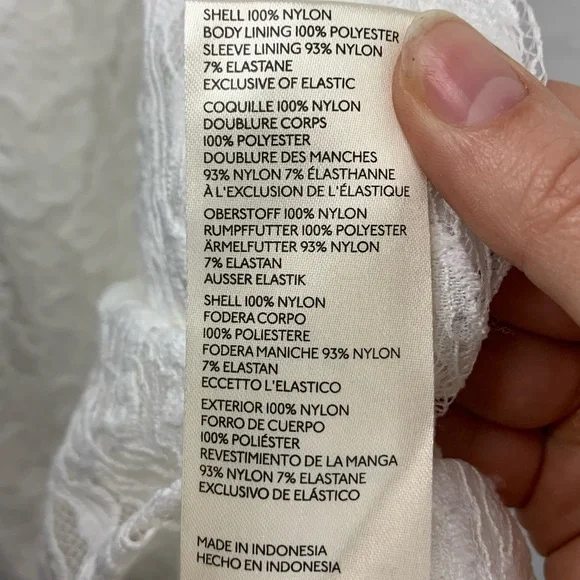 SHELL 100% NYLON
BODY LINING 100% POLYESTER
SLEEVE LINING 93% NYLON
7% ELASTANE
EXCLUSIVE OF ELASTIC
COQUILLE 100% NYLON
DOUBLURE CORPS
100% POLYESTER
DOUBLURE DES MANCHES
93% NYLON 7% ÉLASTHANNE
À L'EXCLUSION DE L'ÉLASTIQUE
OBERSTOFF 100% NYLON
RUMPFFUTTER 100% POLYESTER
ÄRMELFUTTER 93% NYLON
7% ELASTAN
AUSSER ELASTIK
SHELL 100% NYLON
FODERA CORPO
100% POLIESTERE
FODERA MANICHE 93% NYLON
7% ELASTAN
ECCETTO L'ELASTICO
EXTERIOR 100% NYLON
FORRO DE CUERPO
100% POLIÉSTER
REVESTIMIENTO DE LA MANGA
93% NYLON 7% ELASTANE
EXCLUSIVO DE ELÁSTICO
MADE IN INDONESIA
HECHO EN INDONESIA